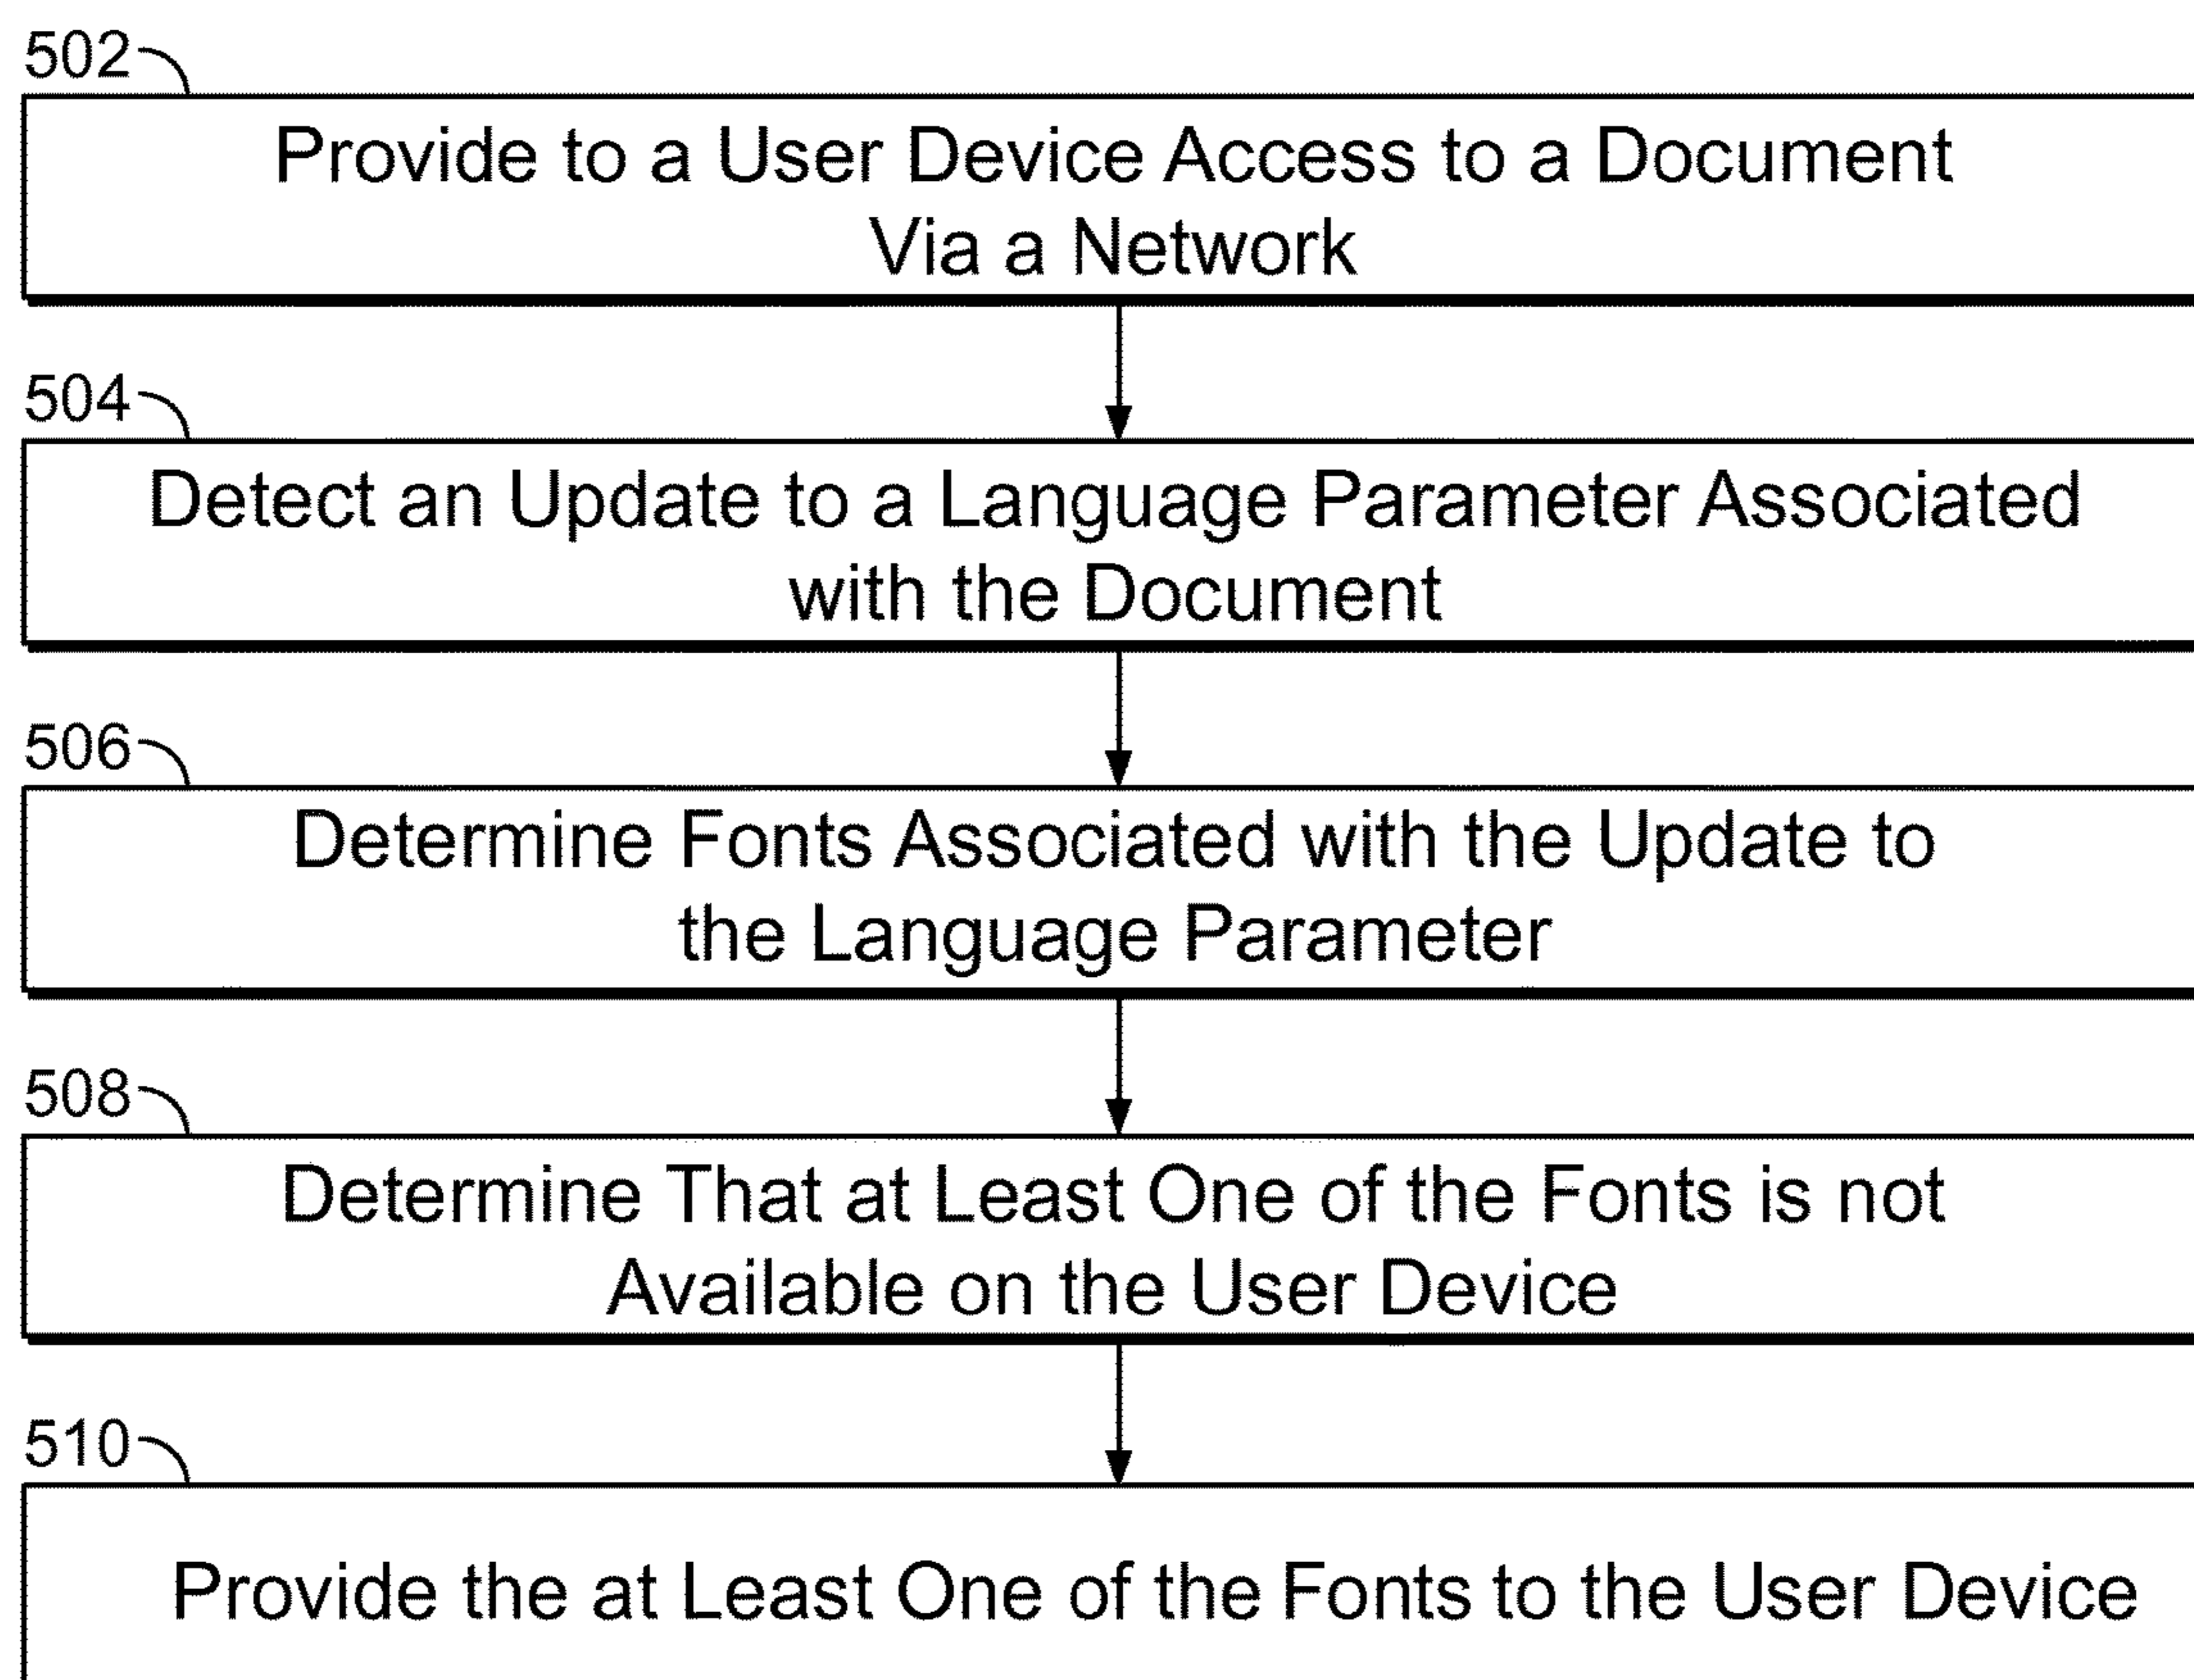 502
Provide to a User Device Access to a Document
Via a Network
504
Detect an Update to a Language Parameter Associated
with the Document
506
Determine Fonts Associated with the Update to
the Language Parameter
508
Determine That at Least One of the Fonts is not
Available on the User Device
510
Provide the at Least One of the Fonts to the User Device